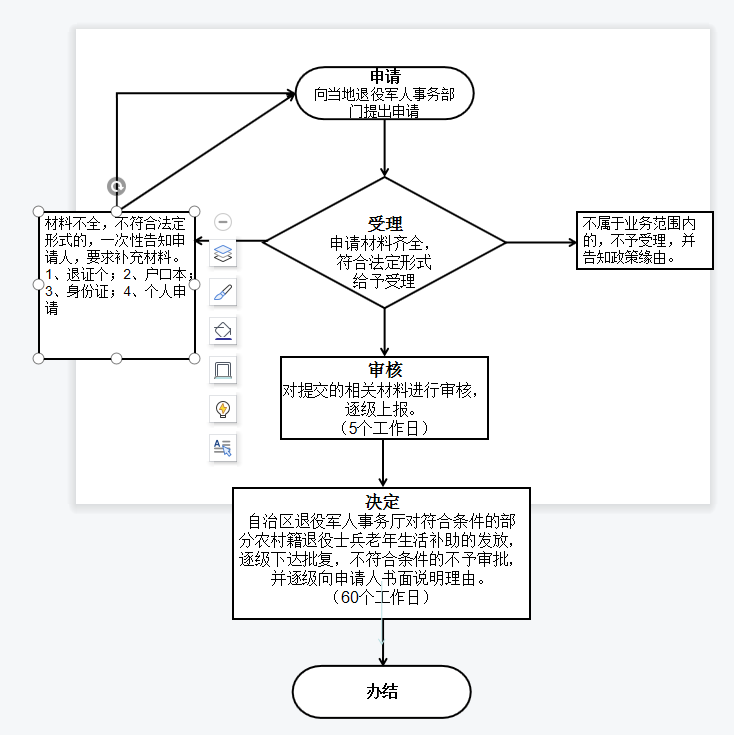 申请
向当地退役军人事务部
门提出申请
材料不全，不符合法定
形式的，一次性告知申
请人，要求补充材料。
1、退证个；2、户口本；
3、身份证；4、个人申
请
受理
申请材料齐全，
符合法定形式
给予受理
不属于业务范围内
的，不予受理，并
告知政策缘由。
审核
对提交的相关材料进行审核，
逐级上报。
（5个工作日）
决定
自治区退役军人事务厅对符合条件的部
分农村籍退役士兵老年生活补助的发放，
逐级下达批复，不符合条件的不予审批，
并逐级向申请人书面说明理由。
（60个工作日）
办结